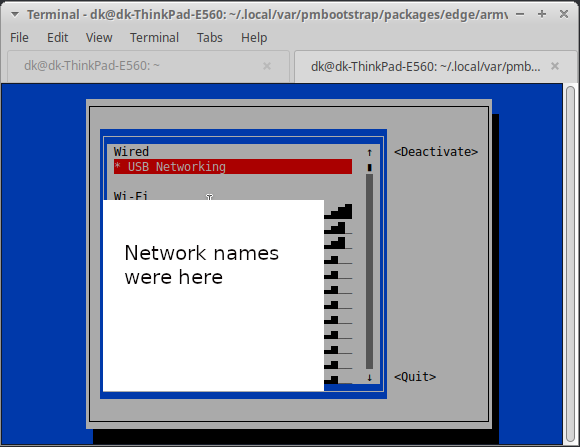 Terminal - dk@dk-ThinkPad-E560: ~/.local/var/pmbootstrap/packages/edge/armv
File Edit View Terminal Tabs Help
dk@dk-ThinkPad-E560: ~
dk@dk-ThinkPad-E560: ~/.local/var/pmb...
Wired
<Deactivate>
* USB Networking
Wi-Fi
Network names
were here
<Quit>